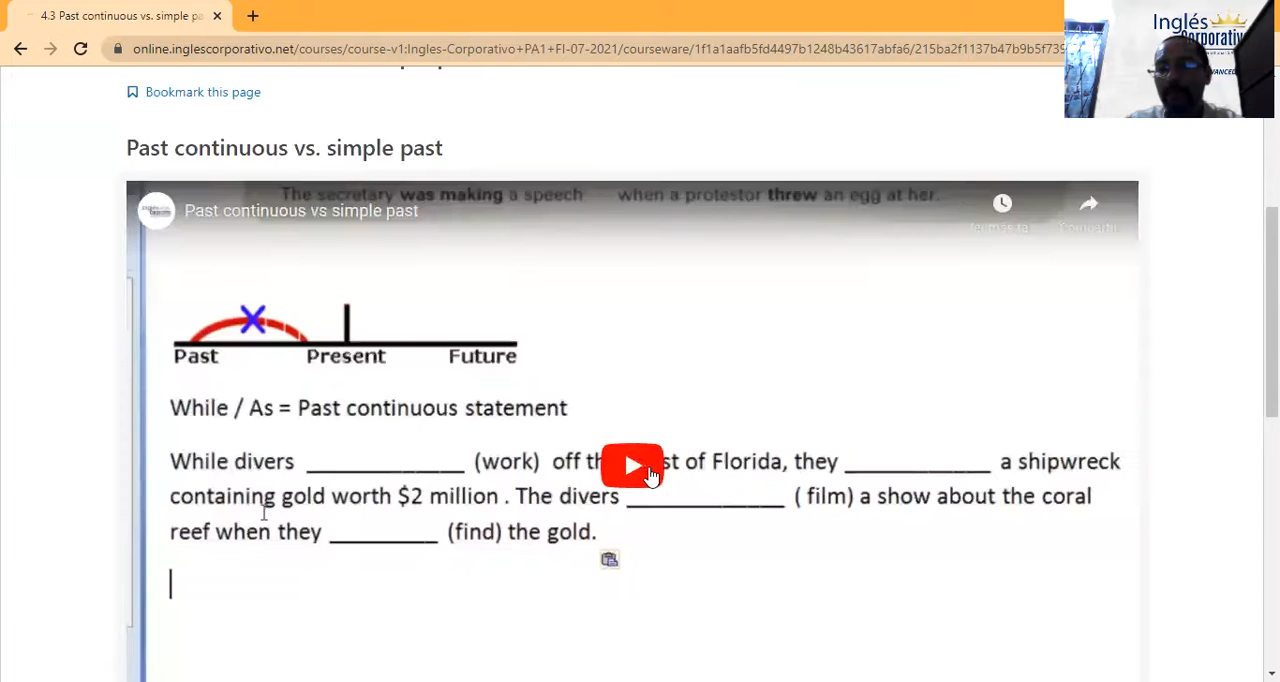 4.3 Past continuous vs. simple pa
online.inglescorporativo.net/courses/course-v1:Ingles-Corporativo+PA1+FI-07-2021/courseware/1f1a1aafb5fd4497b1248b43617abfa6/215ba2f1137b47b9b5f739
Inglés
Corporativo
Bookmark this page
Past continuous vs. simple past
The secretary was making a speech when a protestor threw an egg at her.
Past continuous vs simple past
Past Present Future
While / As = Past continuous statement
While divers ____________ (work) off th st of Florida, they ____________ a shipwreck
containing gold worth $2 million . The divers ____________ ( film) a show about the coral
reef when they _________ (find) the gold.